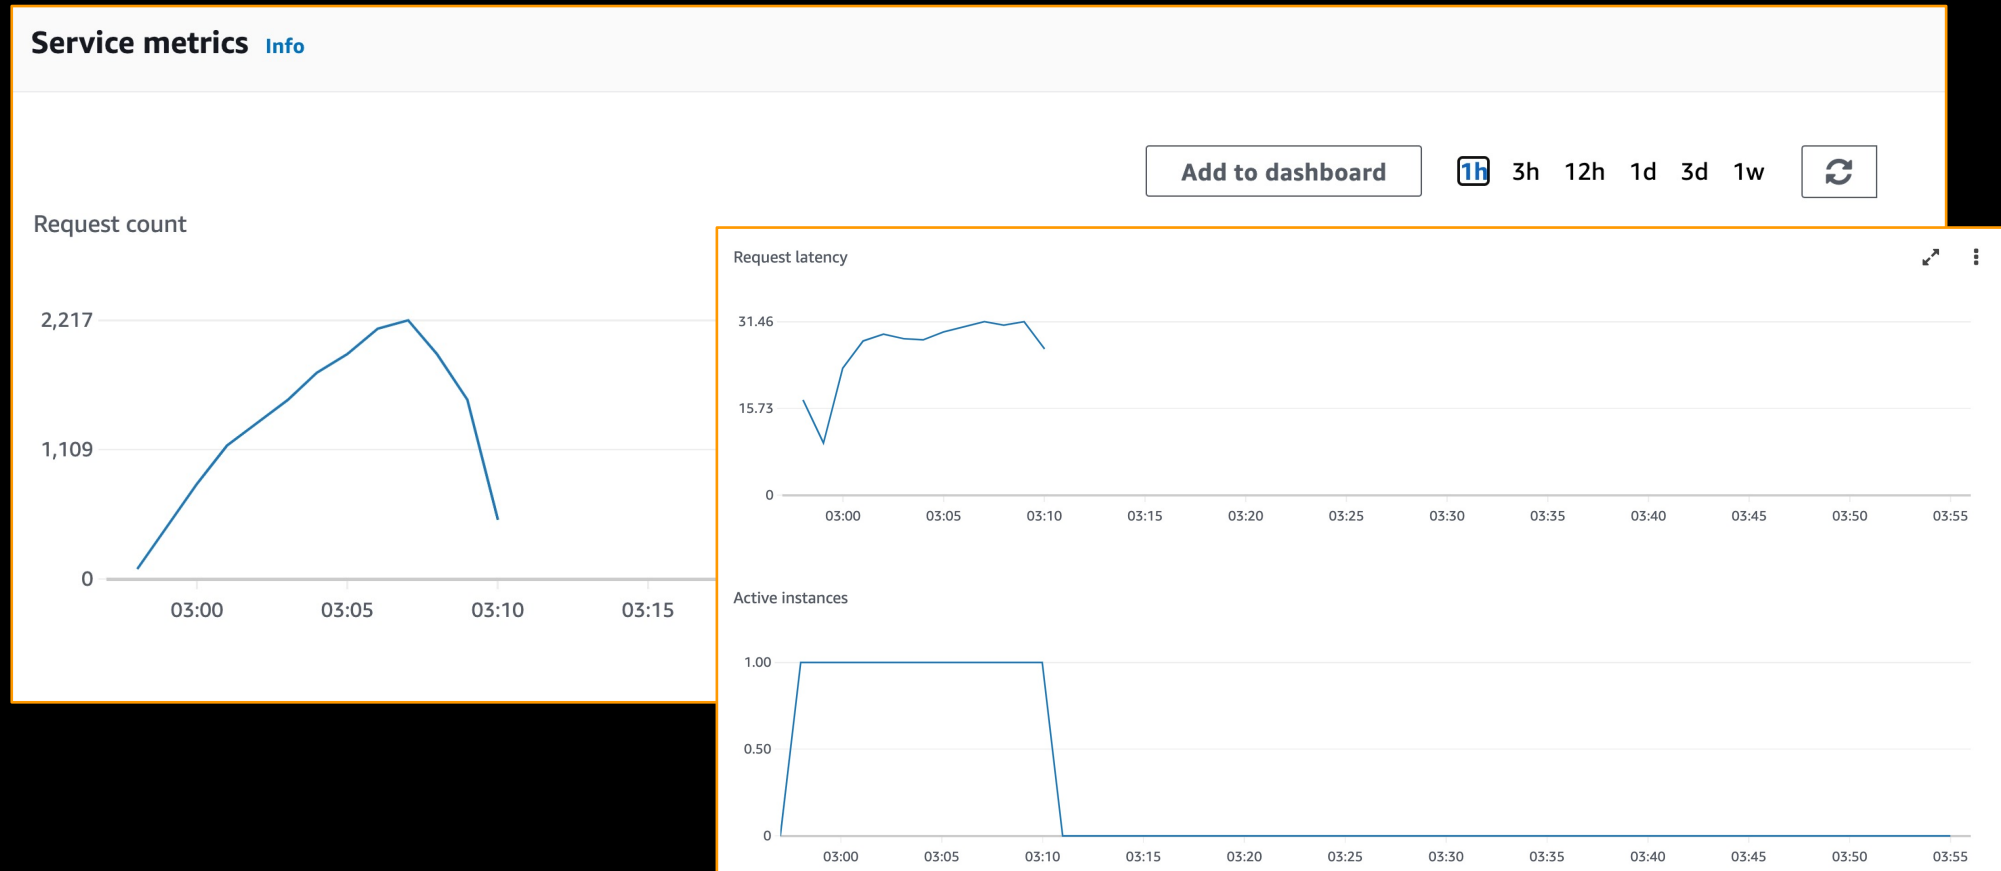 Service metrics Info
Add to dashboard 1h 3h 12h 1d 3d 1w
Request count
2,217
1,109
0
03:00 03:05 03:10 03:15
Request latency
31.46
15.73
0
03:00 03:05 03:10 03:15 03:20 03:25 03:30 03:35 03:40 03:45 03:50 03:55
Active instances
1.00
0.50
0
03:00 03:05 03:10 03:15 03:20 03:25 03:30 03:35 03:40 03:45 03:50 03:55